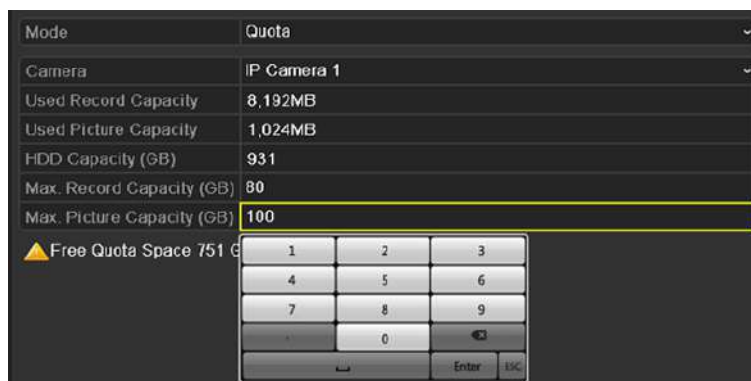 Mode Quota
Camera IP Camera 1
Used Record Capacity 8,192MB
Used Picture Capacity 1,024MB
HDD Capacity (GB) 931
Max. Record Capacity (GB) 80
Max. Picture Capacity (GB) 100
Free Quota Space 751 G
1 2 3
4 5 6
7 8 9
. 0
Enter ESC